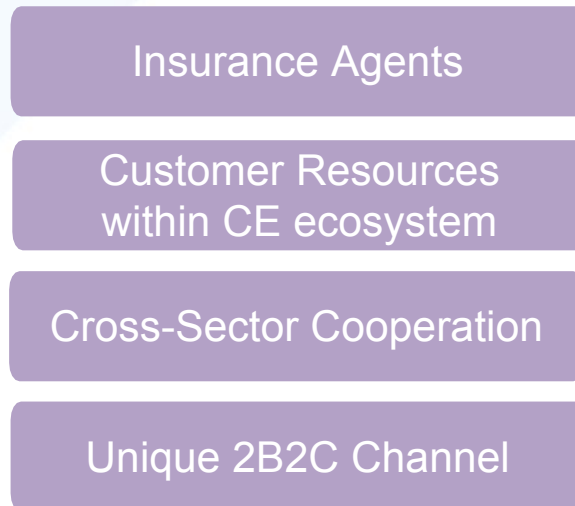 Insurance Agents
Customer Resources
within CE ecosystem
Cross-Sector Cooperation
Unique 2B2C Channel